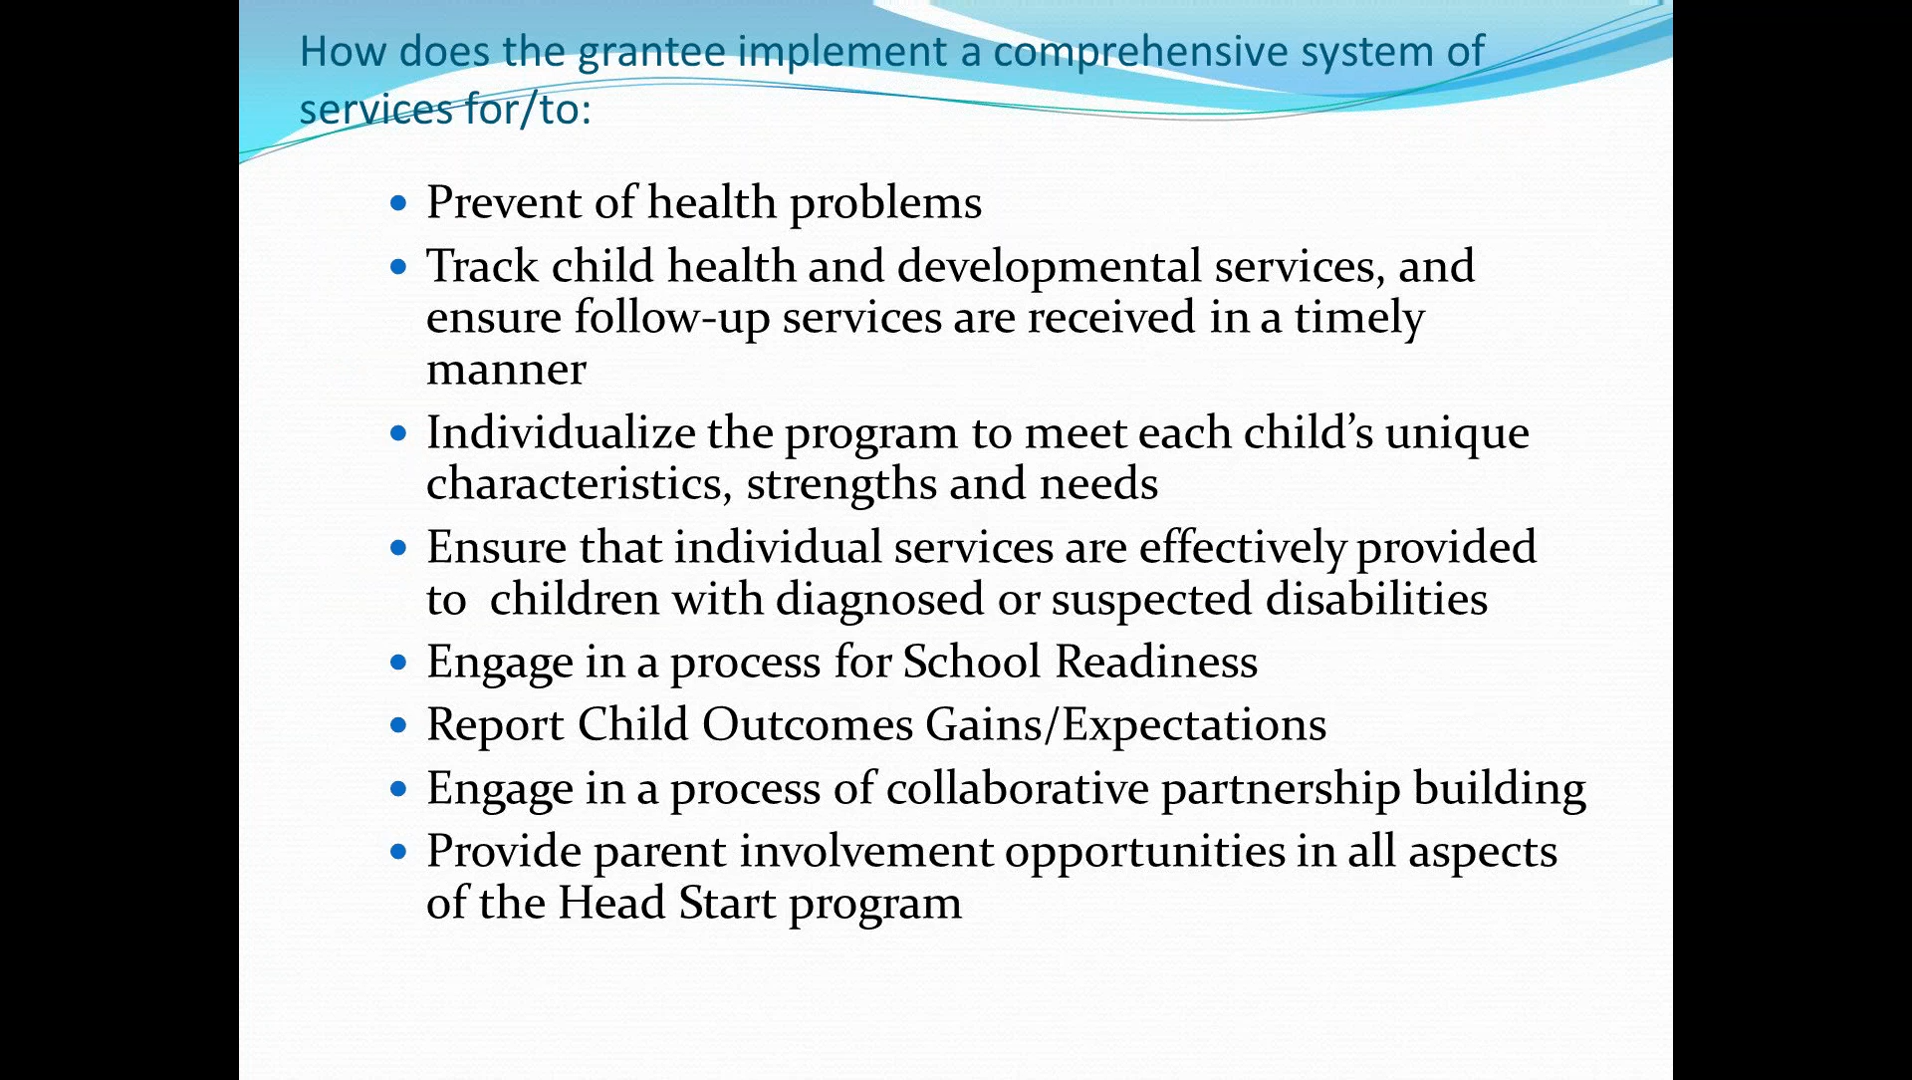 How does the grantee implement a comprehensive system of
services for/to:
• Prevent of health problems
• Track child health and developmental services, and
ensure follow-up services are received in a timely
manner
• Individualize the program to meet each child’s unique
characteristics, strengths and needs
• Ensure that individual services are effectively provided
to  children with diagnosed or suspected disabilities
• Engage in a process for School Readiness
• Report Child Outcomes Gains/Expectations
• Engage in a process of collaborative partnership building
• Provide parent involvement opportunities in all aspects
of the Head Start program